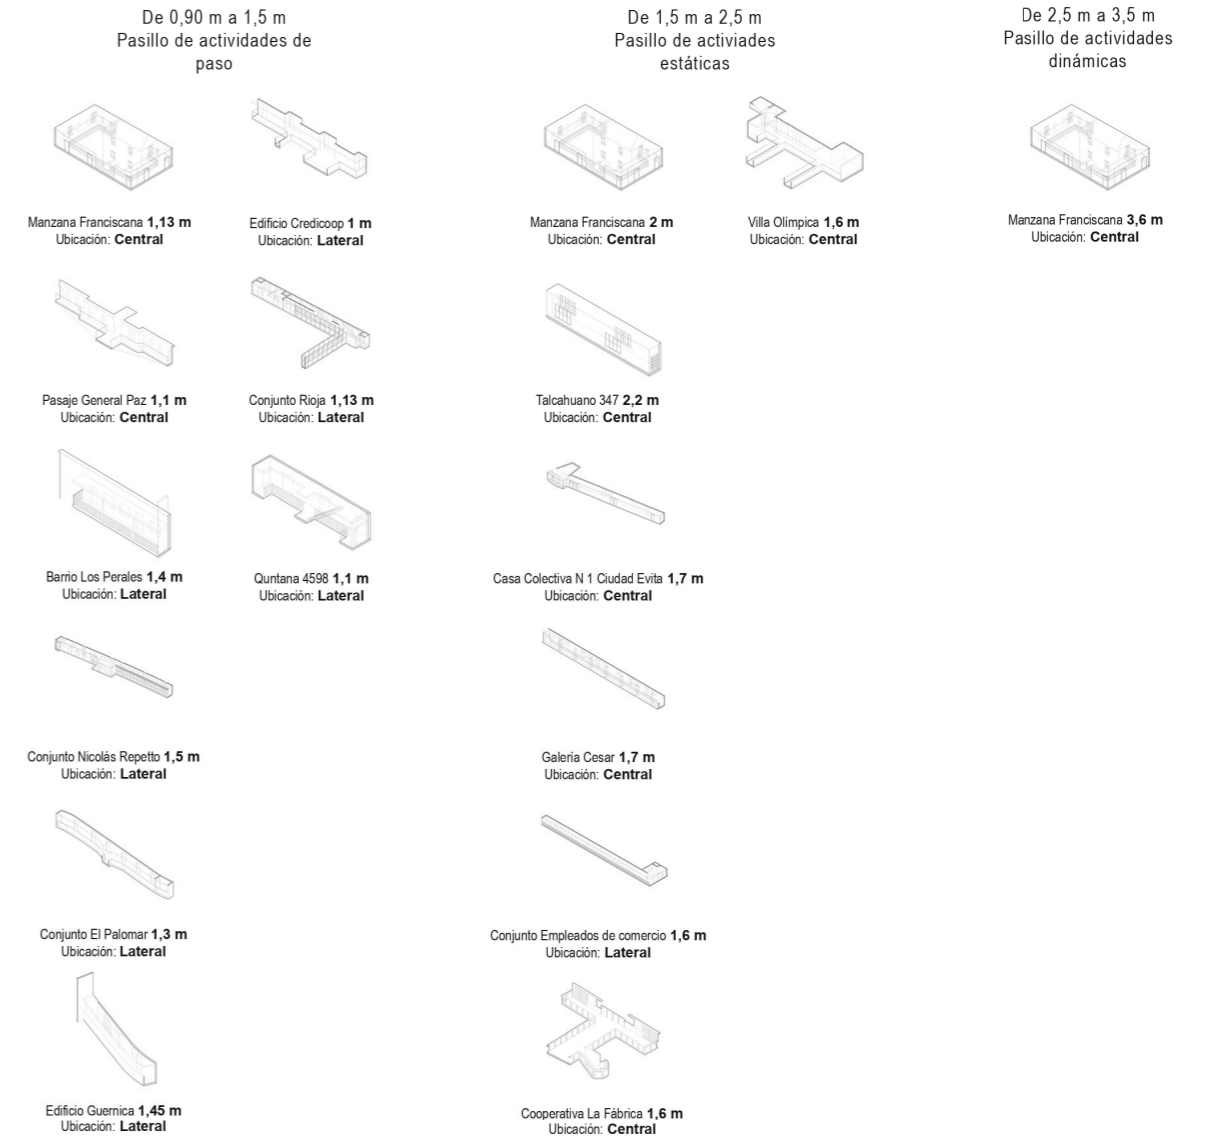 De 0,90 m a 1,5 m
Pasillo de actividades de
paso
Manzana Franciscana 1,13 m
Ubicación: Central
Edificio Credicoop 1 m
Ubicación: Lateral
Pasaje General Paz 1,1 m
Ubicación: Central
Conjunto Rioja 1,13 m
Ubicación: Lateral
Barrio Los Perales 1,4 m
Ubicación: Lateral
Quntana 4598 1,1 m
Ubicación: Lateral
Conjunto Nicolás Repetto 1,5 m
Ubicación: Lateral
Conjunto El Palomar 1,3 m
Ubicación: Lateral
Edificio Guernica 1,45 m
Ubicación: Lateral
De 1,5 m a 2,5 m
Pasillo de activiades
estáticas
Manzana Franciscana 2 m
Ubicación: Central
Villa Olímpica 1,6 m
Ubicación: Central
Talcahuano 347 2,2 m
Ubicación: Central
Casa Colectiva N 1 Ciudad Evita 1,7 m
Ubicación: Central
Galería Cesar 1,7 m
Ubicación: Central
Conjunto Empleados de comercio 1,6 m
Ubicación: Lateral
Cooperativa La Fábrica 1,6 m
Ubicación: Central
De 2,5 m a 3,5 m
Pasillo de actividades
dinámicas
Manzana Franciscana 3,6 m
Ubicación: Central